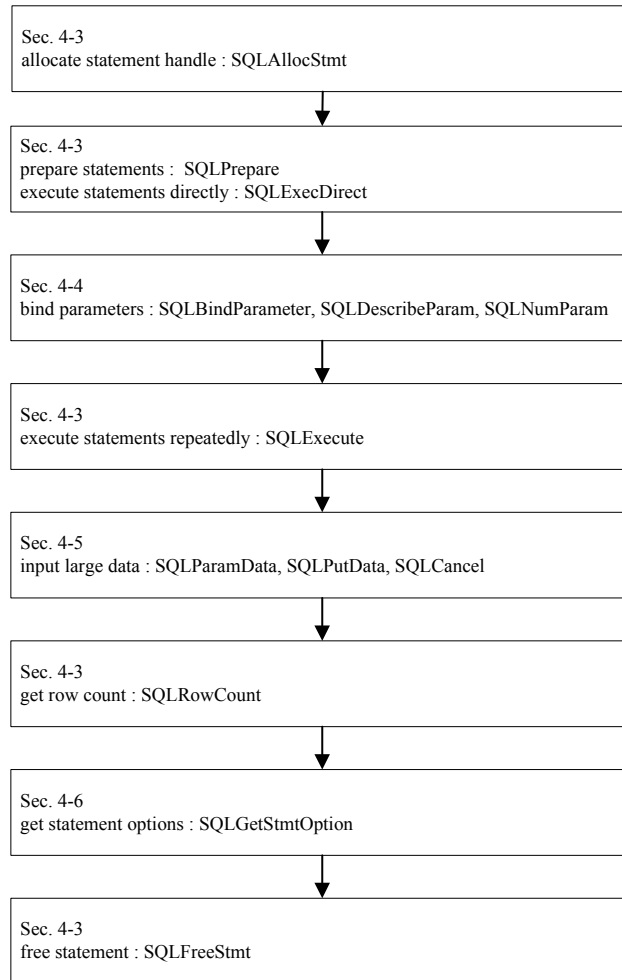 Sec. 4-3
allocate statement handle : SQLAllocStmt
Sec. 4-3
prepare statements :  SQLPrepare
execute statements directly : SQLExecDirect
Sec. 4-4
bind parameters : SQLBindParameter, SQLDescribeParam, SQLNumParam
Sec. 4-3
execute statements repeatedly : SQLExecute
Sec. 4-5
input large data : SQLParamData, SQLPutData, SQLCancel
Sec. 4-3
get row count : SQLRowCount
Sec. 4-6
get statement options : SQLGetStmtOption
Sec. 4-3
free statement : SQLFreeStmt